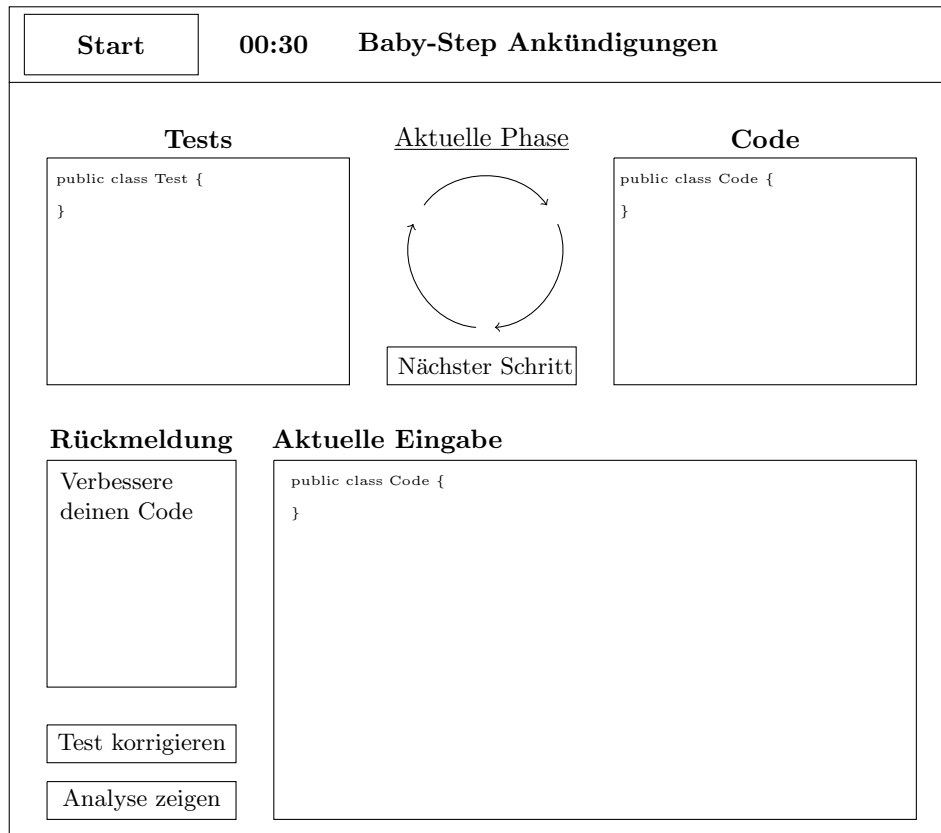 Start 00:30 Baby-Step Ankündigungen
Tests
Aktuelle Phase
Code
public class Test {
}
public class Code {
}
Nächster Schritt
Rückmeldung
Verbessere
deinen Code
Aktuelle Eingabe
public class Code {
}
Test korrigieren
Analyse zeigen